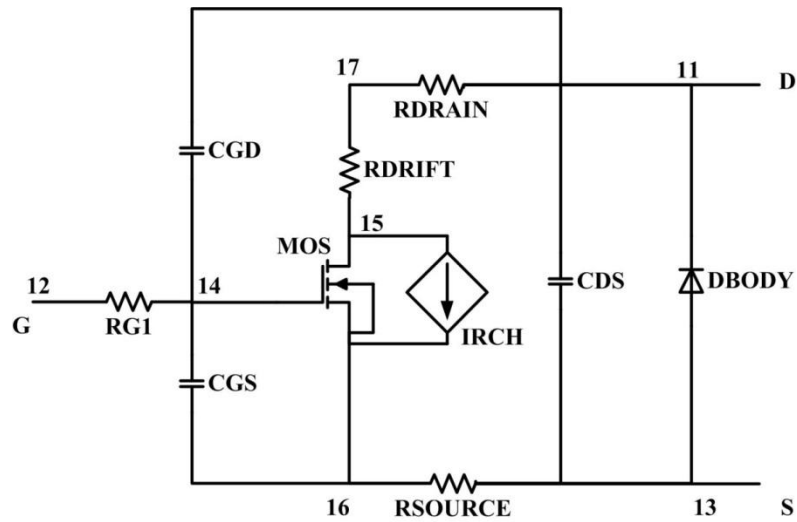 17
11
D
RDRAIN
CGD
RDRIFT
15
MOS
12
14
CDS
DBODY
G
RG1
IRCH
CGS
16
RSOURCE
13
S